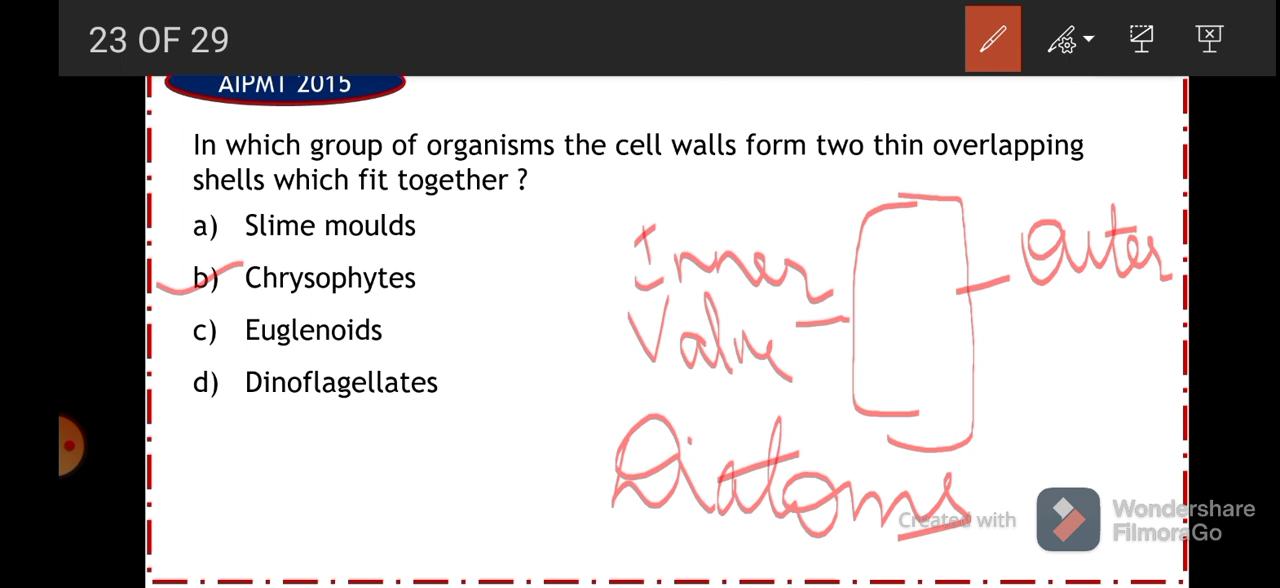 23 OF 29
AIPMT 2015
In which group of organisms the cell walls form two thin overlapping
shells which fit together ?
a) Slime moulds
b) Chrysophytes
c) Euglenoids
d) Dinoflagellates
Inner
Valve
Outer
Diatoms
Created with
Wondershare
FilmoraGo